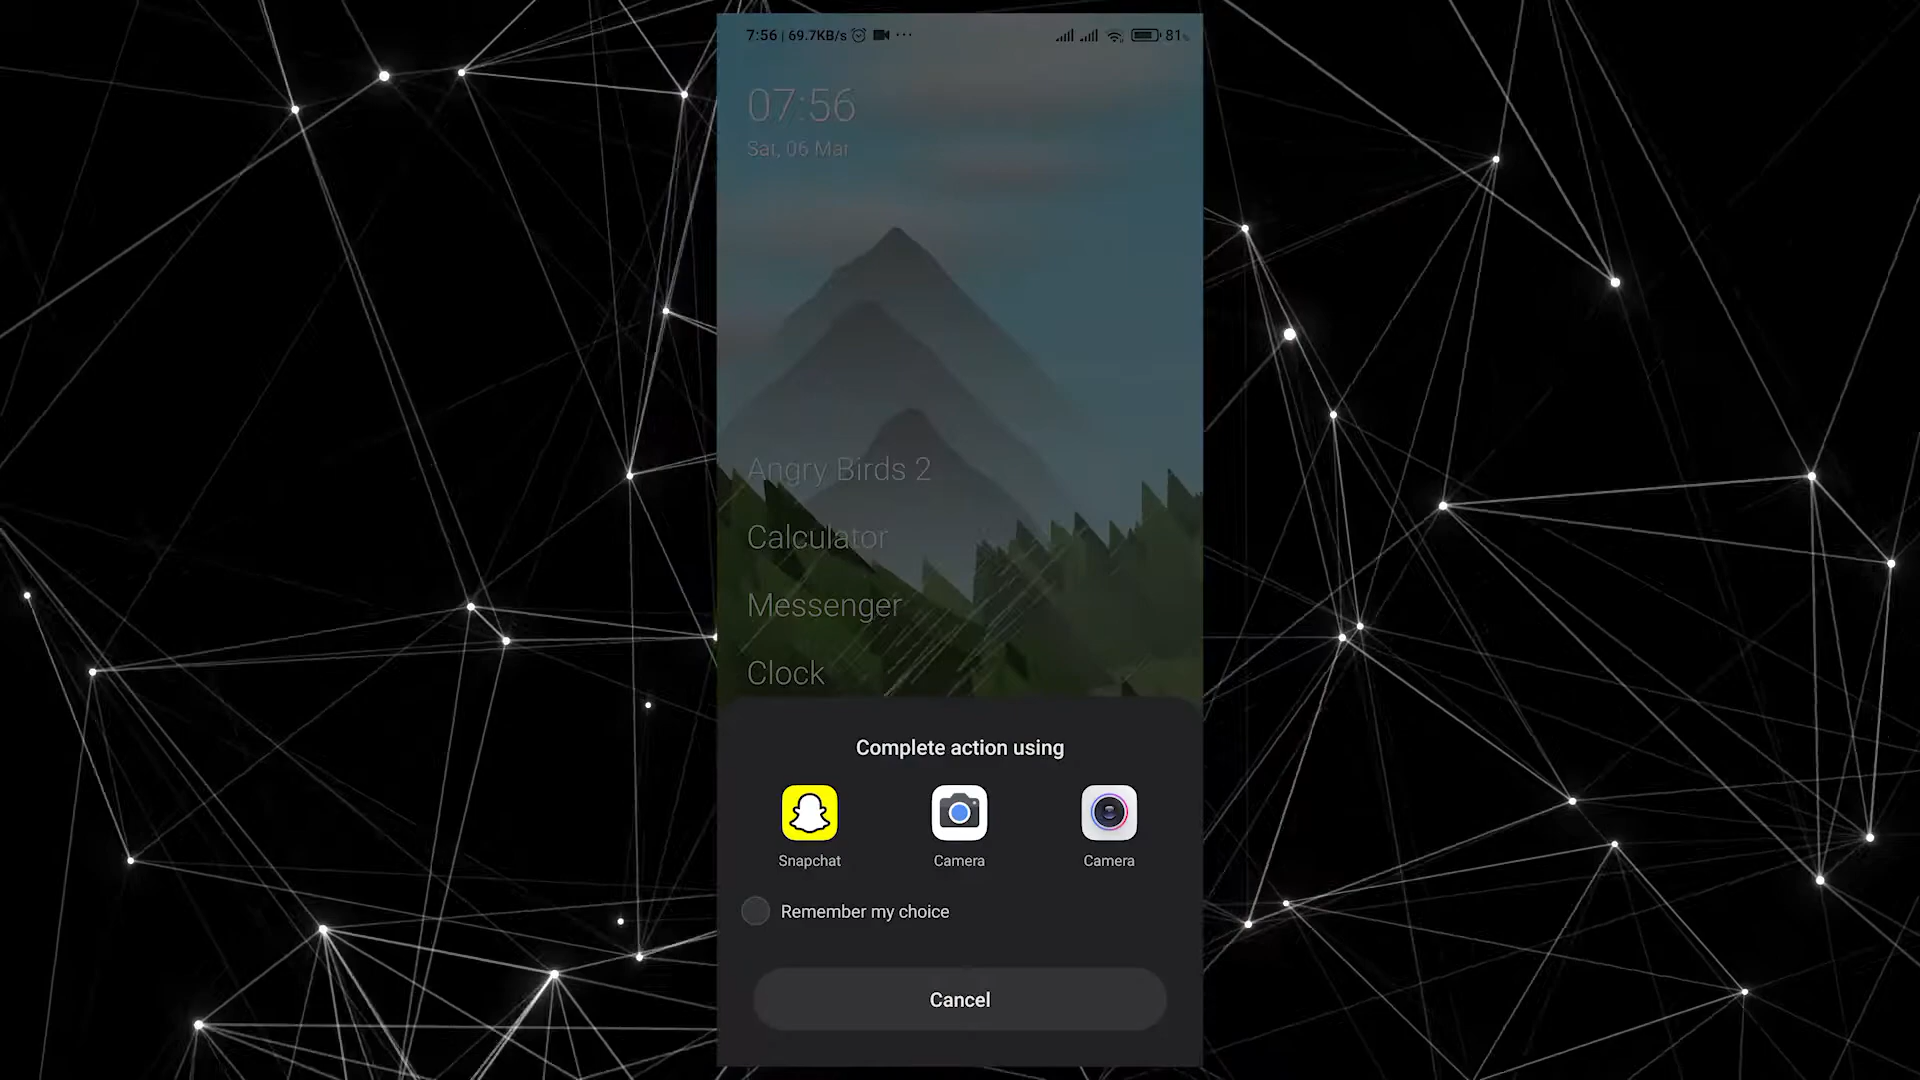 7:56 | 69.7KB/s ... 81
07:56
Sat, 06 Mar
Angry Birds 2
Calculator
Messenger
Clock
Complete action using
Snapchat Camera Camera
Remember my choice
Cancel